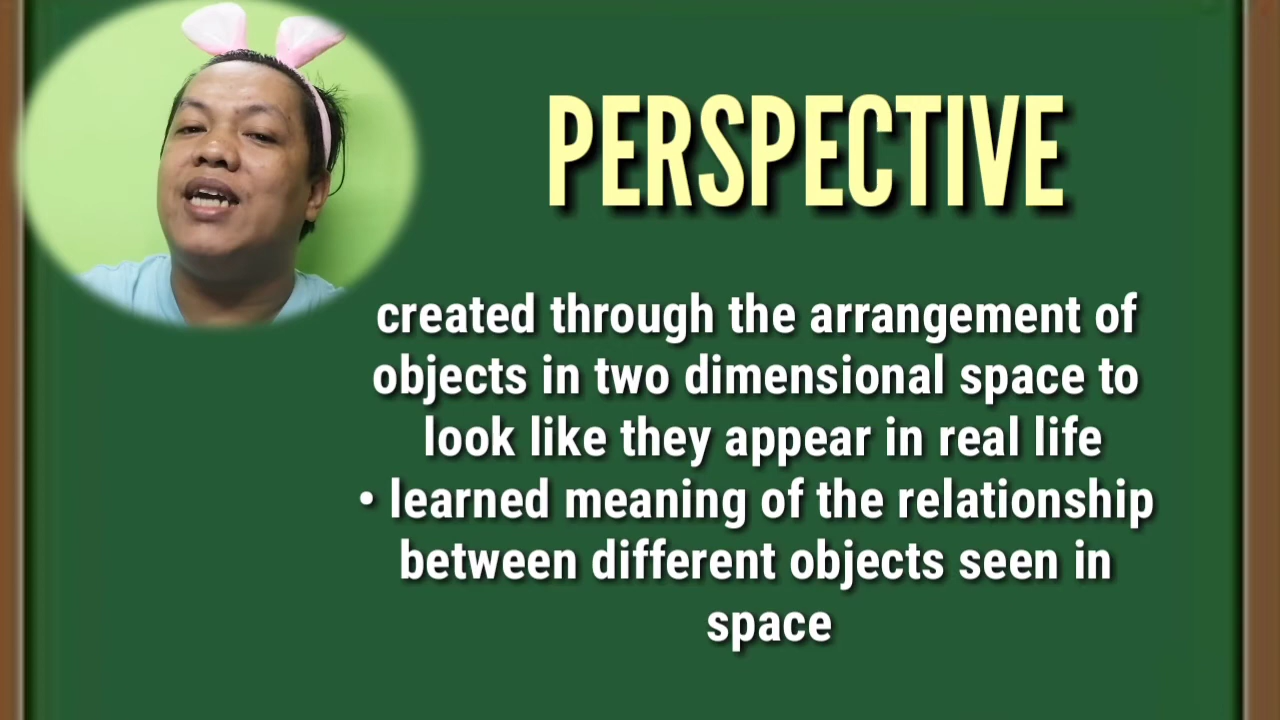 PERSPECTIVE
created through the arrangement of
objects in two dimensional space to
look like they appear in real life
• learned meaning of the relationship
between different objects seen in
space